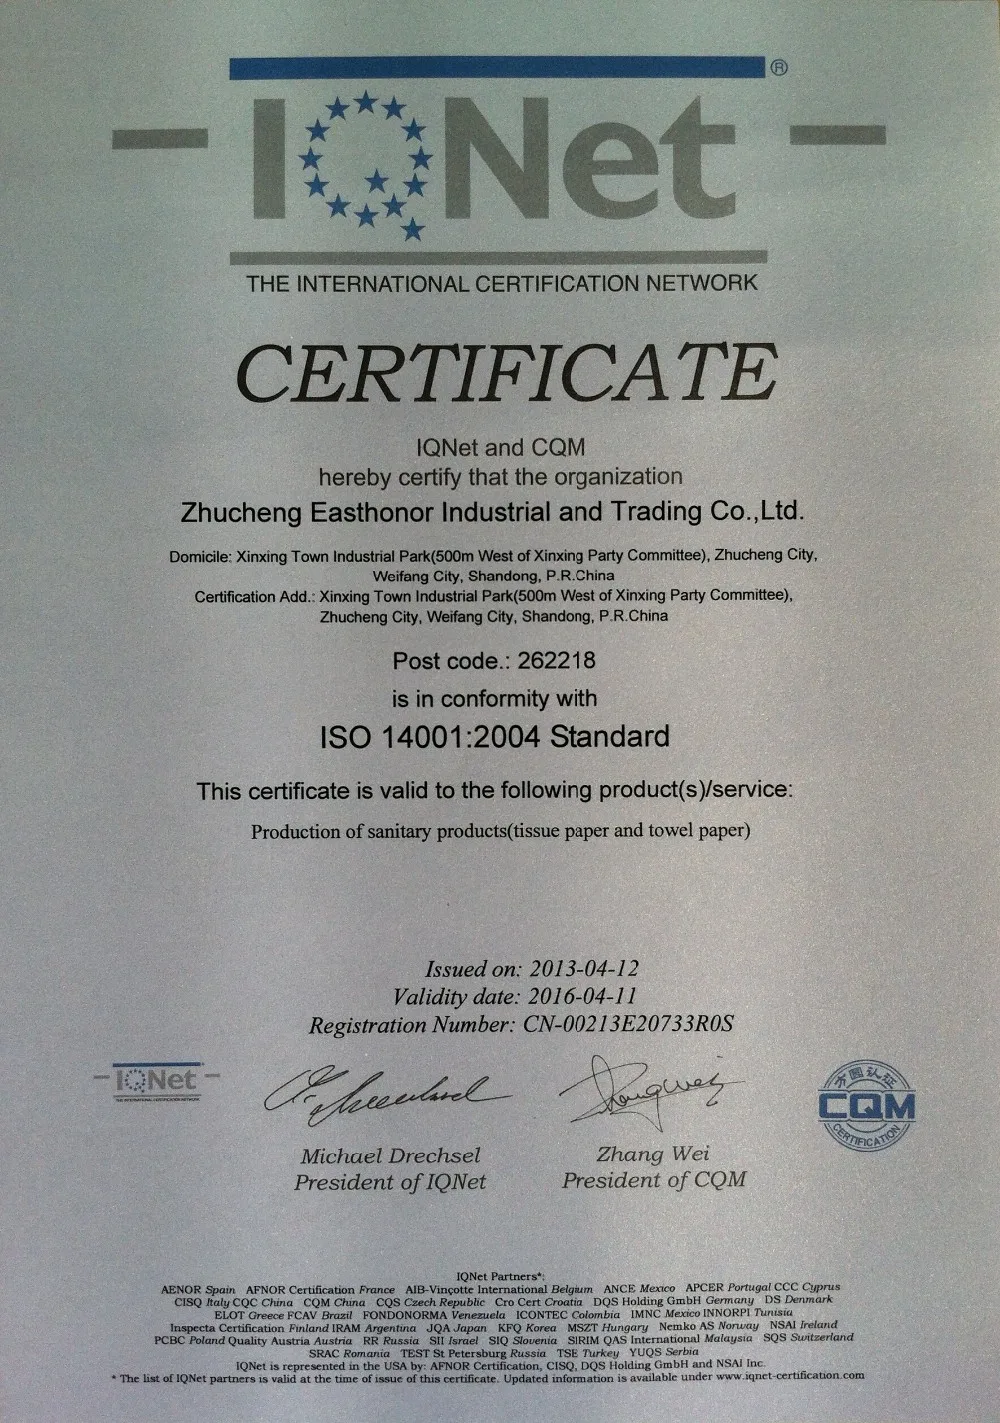 IQNet®
THE INTERNATIONAL CERTIFICATION NETWORK
CERTIFICATE
IQNet and CQM
hereby certify that the organization
Zhucheng Easthonor Industrial and Trading Co.,Ltd.
Domicile: Xinxing Town Industrial Park(500m West of Xinxing Party Committee), Zhucheng City,
Weifang City, Shandong, P.R.China
Certification Add.: Xinxing Town Industrial Park(500m West of Xinxing Party Committee),
Zhucheng City, Weifang City, Shandong, P.R.China
Post code.: 262218
is in conformity with
ISO 14001:2004 Standard
This certificate is valid to the following product(s)/service:
Production of sanitary products(tissue paper and towel paper)
Issued on: 2013-04-12
Validity date: 2016-04-11
Registration Number: CN-00213E20733R0S
IQNet
THE INTERNATIONAL CERTIFICATION NETWORK
方圆认证
CQM
CERTIFICATION
Michael Drechsel
President of IQNet
Zhang Wei
President of CQM
IQNet Partners*:
AENOR Spain AFNOR Certification France AIB-Vinçotte International Belgium ANCE Mexico APCER Portugal CCC Cyprus
CISQ Italy CQC China CQM China CQS Czech Republic Cro Cert Croatia DQS Holding GmbH Germany DS Denmark
ELOT Greece FCAV Brazil FONDONORMA Venezuela ICONTEC Colombia IMNC Mexico INNORPI Tunisia
Inspecta Certification Finland IRAM Argentina JQA Japan KFQ Korea MSZT Hungary Nemko AS Norway NSAI Ireland
PCBC Poland Quality Austria Austria RR Russia SII Israel SIQ Slovenia SIRIM QAS International Malaysia SQS Switzerland
SRAC Romania TEST St Petersburg Russia TSE Turkey YUQS Serbia
IQNet is represented in the USA by: AFNOR Certification, CISQ, DQS Holding GmbH and NSAI Inc.
* The list of IQNet partners is valid at the time of issue of this certificate. Updated information is available under www.iqnet-certification.com